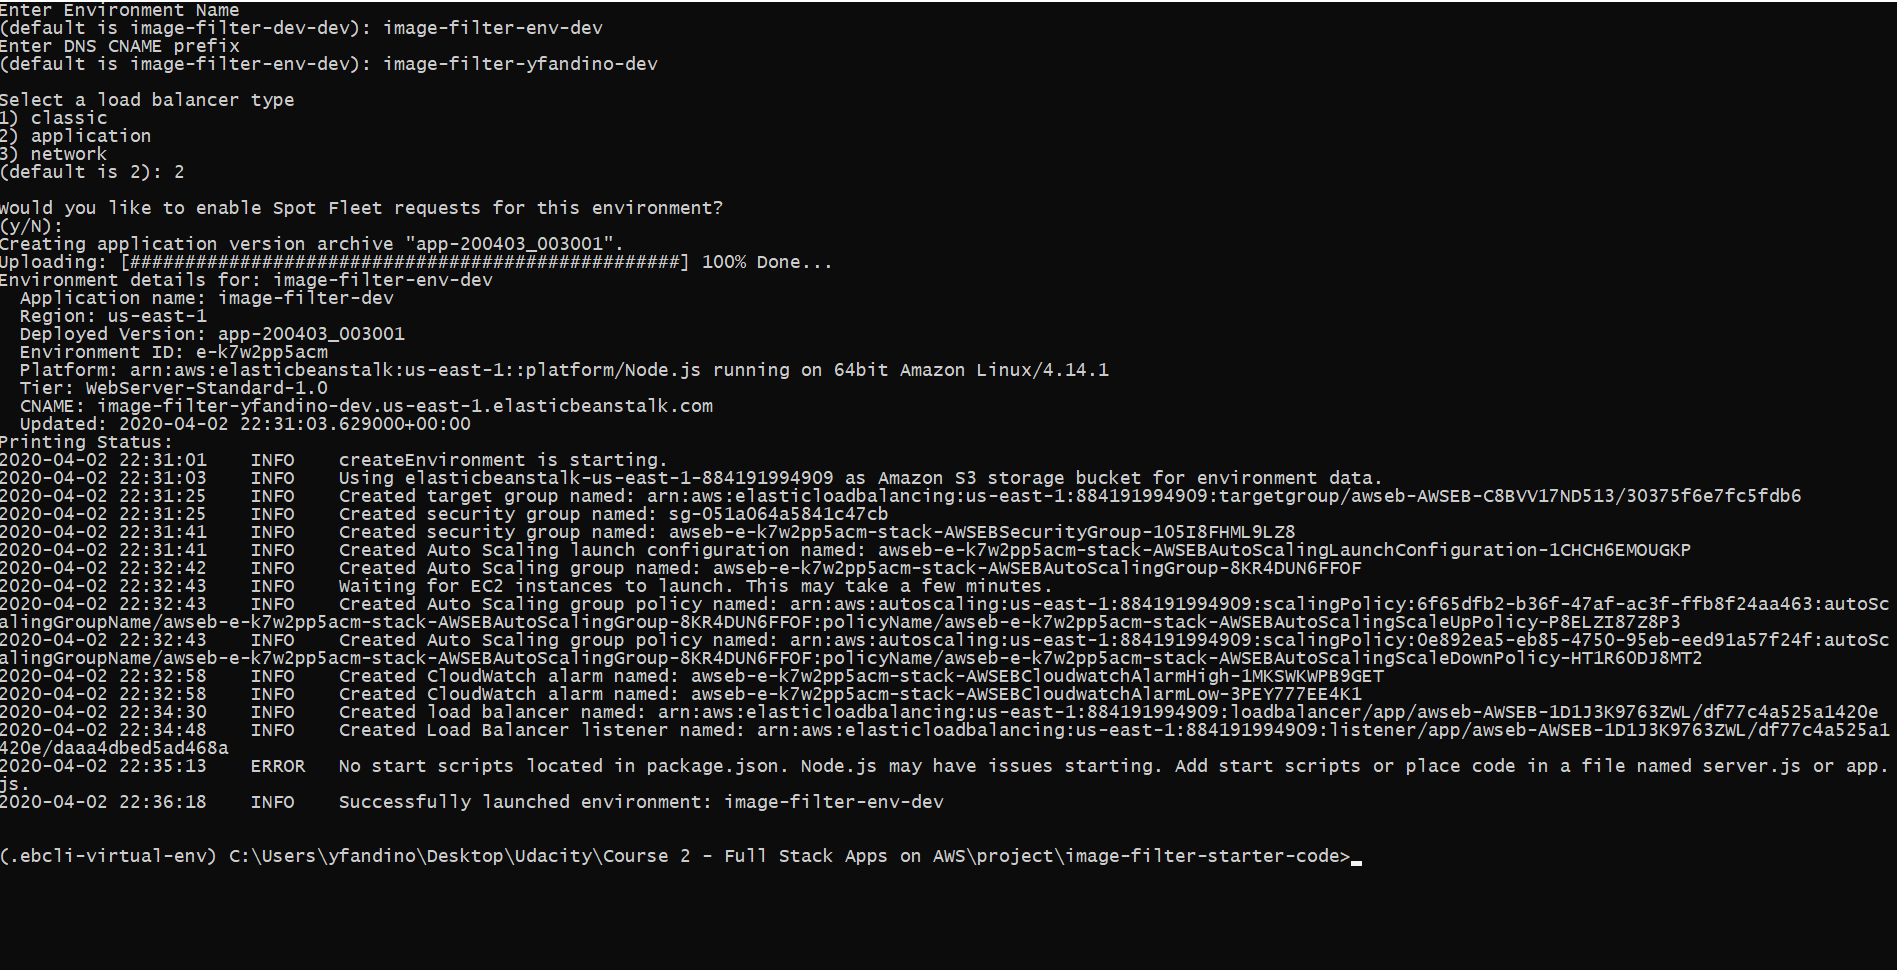 Enter Environment Name
(default is image-filter-dev-dev): image-filter-env-dev
Enter DNS CNAME prefix
(default is image-filter-env-dev): image-filter-yfandino-dev
Select a load balancer type
1) classic
2) application
3) network
(default is 2): 2
Would you like to enable Spot Fleet requests for this environment?
(y/N):
Creating application version archive "app-200403_003001".
Uploading: [##################################################] 100% Done...
Environment details for: image-filter-env-dev
  Application name: image-filter-dev
  Region: us-east-1
  Deployed Version: app-200403_003001
  Environment ID: e-k7w2pp5acm
  Platform: arn:aws:elasticbeanstalk:us-east-1::platform/Node.js running on 64bit Amazon Linux/4.14.1
  Tier: WebServer-Standard-1.0
  CNAME: image-filter-yfandino-dev.us-east-1.elasticbeanstalk.com
  Updated: 2020-04-02 22:31:03.629000+00:00
Printing Status:
2020-04-02 22:31:01    INFO    createEnvironment is starting.
2020-04-02 22:31:03    INFO    Using elasticbeanstalk-us-east-1-884191994909 as Amazon S3 storage bucket for environment data.
2020-04-02 22:31:25    INFO    Created target group named: arn:aws:elasticloadbalancing:us-east-1:884191994909:targetgroup/awseb-AWSEB-C8BVV17ND513/30375f6e7fc5fdb6
2020-04-02 22:31:25    INFO    Created security group named: sg-051a064a5841c47cb
2020-04-02 22:31:41    INFO    Created security group named: awseb-e-k7w2pp5acm-stack-AWSEBSecurityGroup-1O5I8FHML9LZ8
2020-04-02 22:31:41    INFO    Created Auto Scaling launch configuration named: awseb-e-k7w2pp5acm-stack-AWSEBAutoScalingLaunchConfiguration-1CHCH6EMOUGKP
2020-04-02 22:32:42    INFO    Created Auto Scaling group named: awseb-e-k7w2pp5acm-stack-AWSEBAutoScalingGroup-8KR4DUN6FFOF
2020-04-02 22:32:43    INFO    Waiting for EC2 instances to launch. This may take a few minutes.
2020-04-02 22:32:43    INFO    Created Auto Scaling group policy named: arn:aws:autoscaling:us-east-1:884191994909:scalingPolicy:6f65dfb2-b36f-47af-ac3f-ffb8f24aa463:autoSc
alingGroupName/awseb-e-k7w2pp5acm-stack-AWSEBAutoScalingGroup-8KR4DUN6FFOF:policyName/awseb-e-k7w2pp5acm-stack-AWSEBAutoScalingScaleUpPolicy-P8ELZI87Z8P3
2020-04-02 22:32:43    INFO    Created Auto Scaling group policy named: arn:aws:autoscaling:us-east-1:884191994909:scalingPolicy:0e892ea5-eb85-4750-95eb-eed91a57f24f:autoSc
alingGroupName/awseb-e-k7w2pp5acm-stack-AWSEBAutoScalingGroup-8KR4DUN6FFOF:policyName/awseb-e-k7w2pp5acm-stack-AWSEBAutoScalingScaleDownPolicy-HT1R6ODJ8MT2
2020-04-02 22:32:58    INFO    Created CloudWatch alarm named: awseb-e-k7w2pp5acm-stack-AWSEBCloudwatchAlarmHigh-1MKSWKWPB9GET
2020-04-02 22:32:58    INFO    Created CloudWatch alarm named: awseb-e-k7w2pp5acm-stack-AWSEBCloudwatchAlarmLow-3PEY777EE4K1
2020-04-02 22:34:30    INFO    Created load balancer named: arn:aws:elasticloadbalancing:us-east-1:884191994909:loadbalancer/app/awseb-AWSEB-1D1J3K9763ZWL/df77c4a525a1420e
2020-04-02 22:34:48    INFO    Created Load Balancer listener named: arn:aws:elasticloadbalancing:us-east-1:884191994909:listener/app/awseb-AWSEB-1D1J3K9763ZWL/df77c4a525a1
420e/daaa4dbed5ad468a
2020-04-02 22:35:13    ERROR   No start scripts located in package.json. Node.js may have issues starting. Add start scripts or place code in a file named server.js or app.
js.
2020-04-02 22:36:18    INFO    Successfully launched environment: image-filter-env-dev
(.ebcli-virtual-env) C:\Users\yfandino\Desktop\Udacity\Course 2 - Full Stack Apps on AWS\project\image-filter-starter-code>